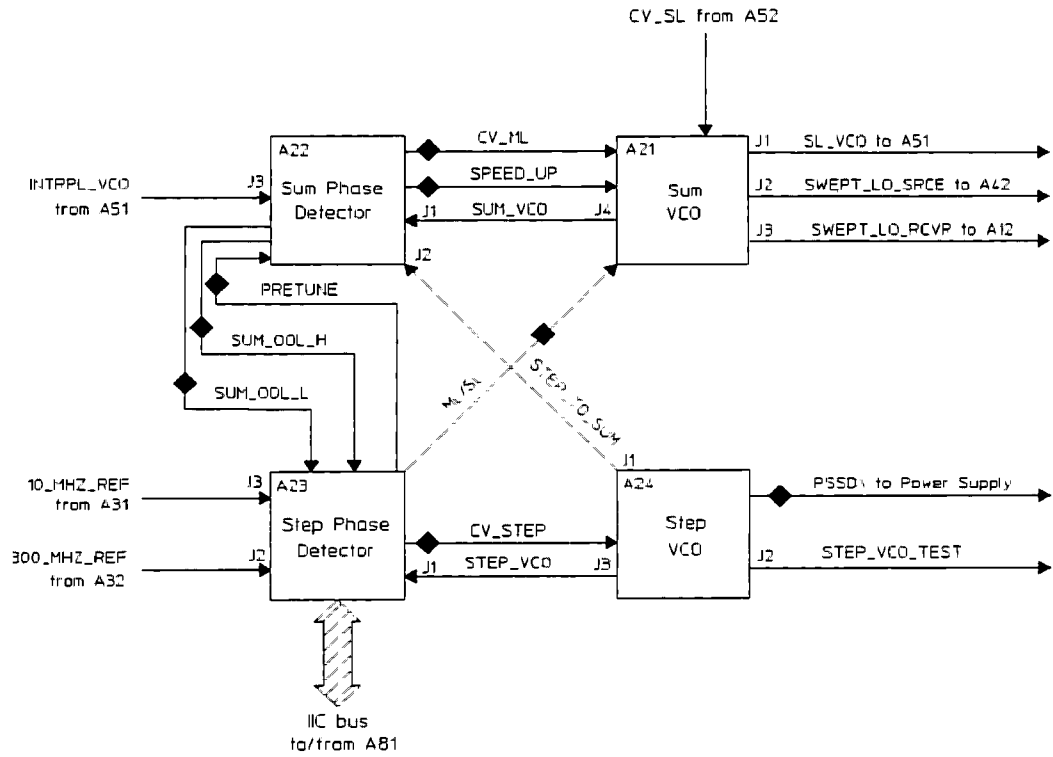 CV_SL from A52
A22
Sum Phase
Detector
J3
J1
J2
INTRPL_VCO
from A51
CV_ML
SPEED_UP
SUM_VCO
A21
Sum
VCO
J4
J1
SL_VCO to A51
J2
SWEPT_LO_SRCE to A42
J3
SWEPT_LO_RCVR to A12
PRETUNE
SUM_OOL_H
SUM_OOL_L
ML/SL
STEP_TO_SUM
10_MHZ_REF
from A31
J3
300_MHZ_REF
from A32
J2
A23
Step Phase
Detector
J1
CV_STEP
STEP_VCO
J1
A24
Step
VCO
J3
to Power Supply
J2
STEP_VCO_TEST
IIC bus
to/from A81